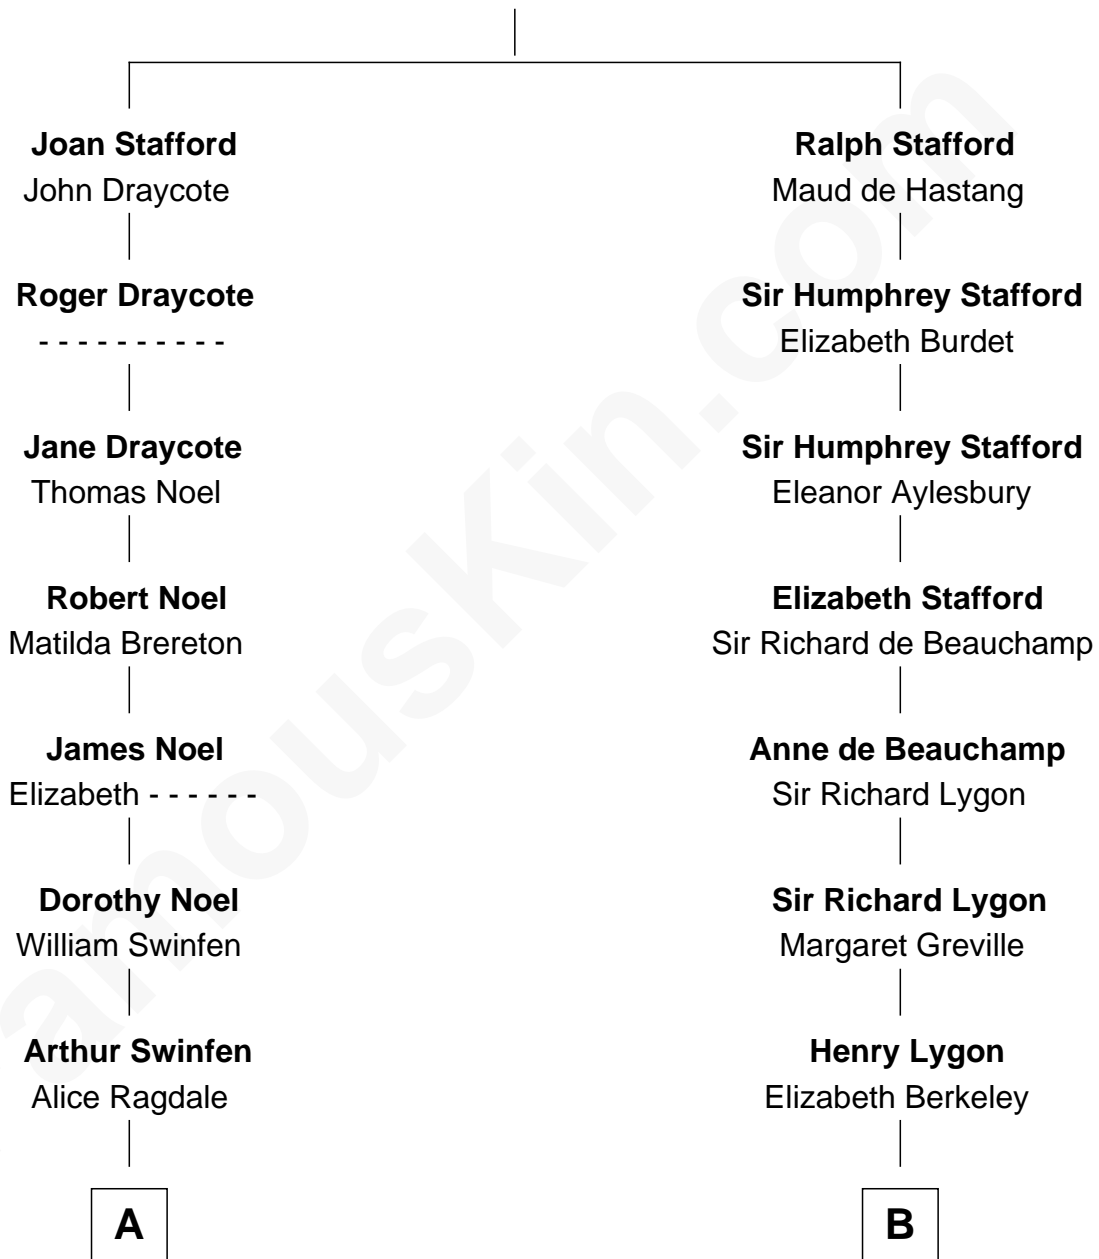 Joan Stafford
John Draycote
Roger Draycote
- - - - - - - - - -
Jane Draycote
Thomas Noel
Robert Noel
Matilda Brereton
James Noel
Elizabeth - - - - - -
Dorothy Noel
William Swinfen
Arthur Swinfen
Alice Ragdale
A
Ralph Stafford
Maud de Hastang
Sir Humphrey Stafford
Elizabeth Burdet
Sir Humphrey Stafford
Eleanor Aylesbury
Elizabeth Stafford
Sir Richard de Beauchamp
Anne de Beauchamp
Sir Richard Lygon
Sir Richard Lygon
Margaret Greville
Henry Lygon
Elizabeth Berkeley
B
amousKin.com